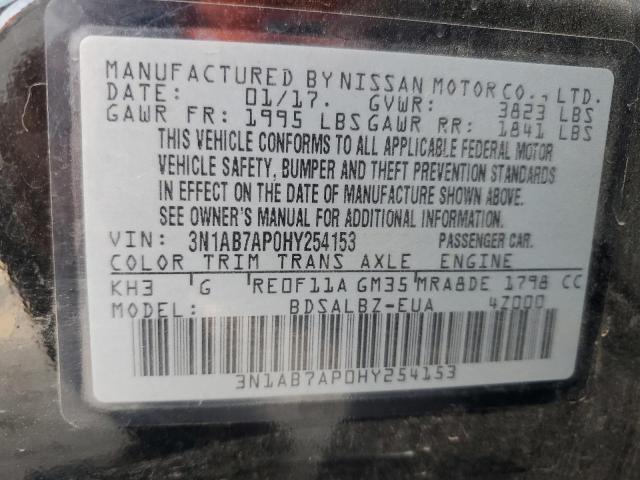 MANUFACTURED BY NISSAN MOTOR CO., LTD.
DATE: 01/17. GVWR: 3823 LBS
GAWR FR: 1995 LBS GAWR RR: 1841 LBS
THIS VEHICLE CONFORMS TO ALL APPLICABLE FEDERAL MOTOR
VEHICLE SAFETY, BUMPER AND THEFT PREVENTION STANDARDS
IN EFFECT ON THE DATE OF MANUFACTURE SHOWN ABOVE.
SEE OWNER'S MANUAL FOR ADDITIONAL INFORMATION.
VIN: 3N1AB7AP0HY254153 PASSENGER CAR.
COLOR TRIM TRANS AXLE ENGINE
KH3 G RE0F11A GM35 MRA8DE 1798 CC
MODEL: BDSALBZ-EUA 4Z000
3N1AB7AP0HY254153